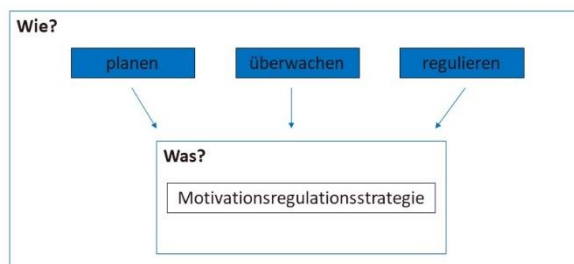 Wie?
planen
überwachen
regulieren
Was?
Motivationsregulationsstrategie